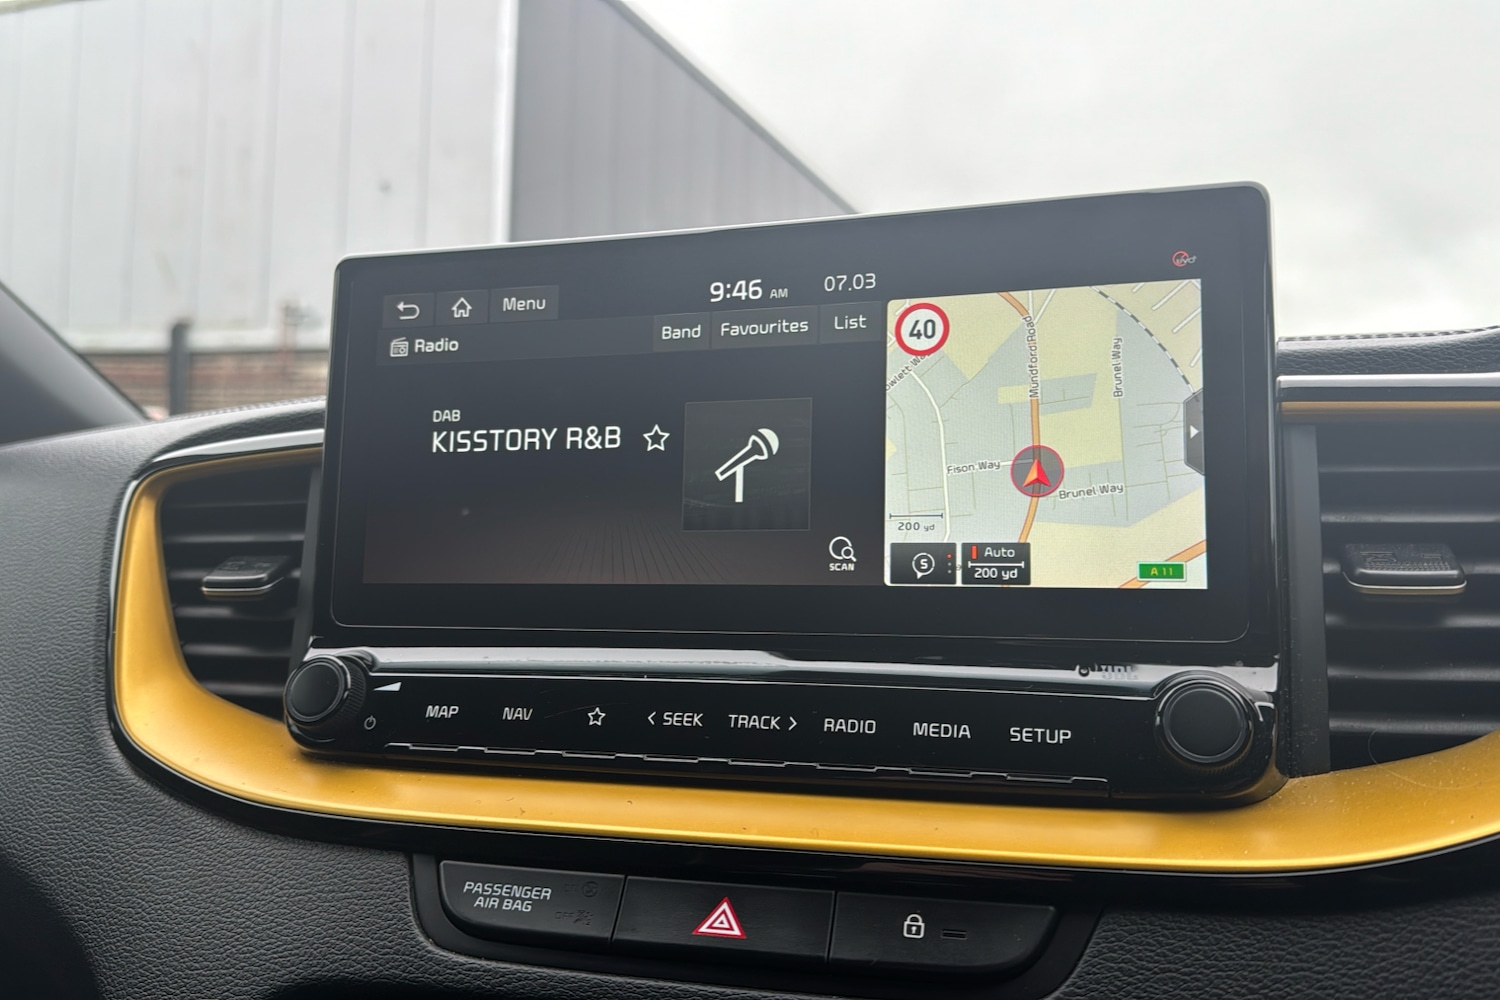 Menu
9:46 AM
07.03
Radio
Band
Favourites
List
DAB
KISSTORY R&B
SCAN
40
Mundford Road
Brunel Way
Fison Way
Brunel Way
200 yd
S
Auto
200 yd
A11
JBL
MAP
NAV
< SEEK
TRACK >
RADIO
MEDIA
SETUP
PASSENGER
AIR BAG
OFF